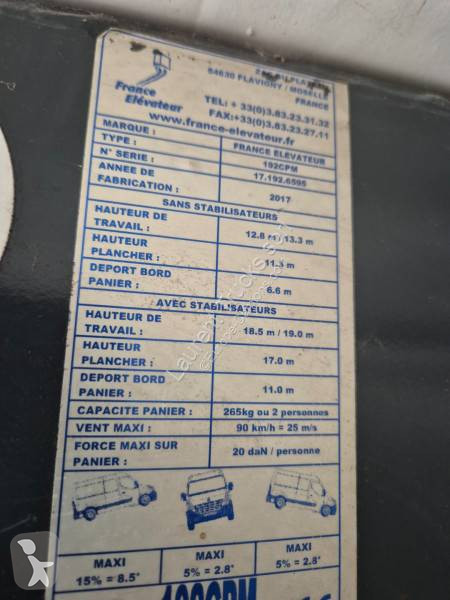 54630 FLAVIGNY / MOSELLE
FRANCE
France
Elévateur
TEL: + 33(0)3.83.23.31.32
FAX:+33(0)3.83.23.27.11
www.france-elevateur.fr
MARQUE : FRANCE ELEVATEUR
TYPE : 192CPM
N° SERIE : 17.192.6595
ANNEE DE
FABRICATION : 2017
SANS STABILISATEURS
HAUTEUR DE
TRAVAIL : 12.8 m / 13.3 m
HAUTEUR
PLANCHER : 11.3 m
DEPORT BORD
PANIER : 6.6 m
AVEC STABILISATEURS
HAUTEUR DE
TRAVAIL : 18.5 m / 19.0 m
HAUTEUR
PLANCHER : 17.0 m
DEPORT BORD
PANIER : 11.0 m
CAPACITE PANIER : 265kg ou 2 personnes
VENT MAXI : 90 km/h = 25 m/s
FORCE MAXI SUR
PANIER : 20 daN / personne
MAXI MAXI MAXI
15% = 8.5° 5% = 2.8° 5% = 2.8°